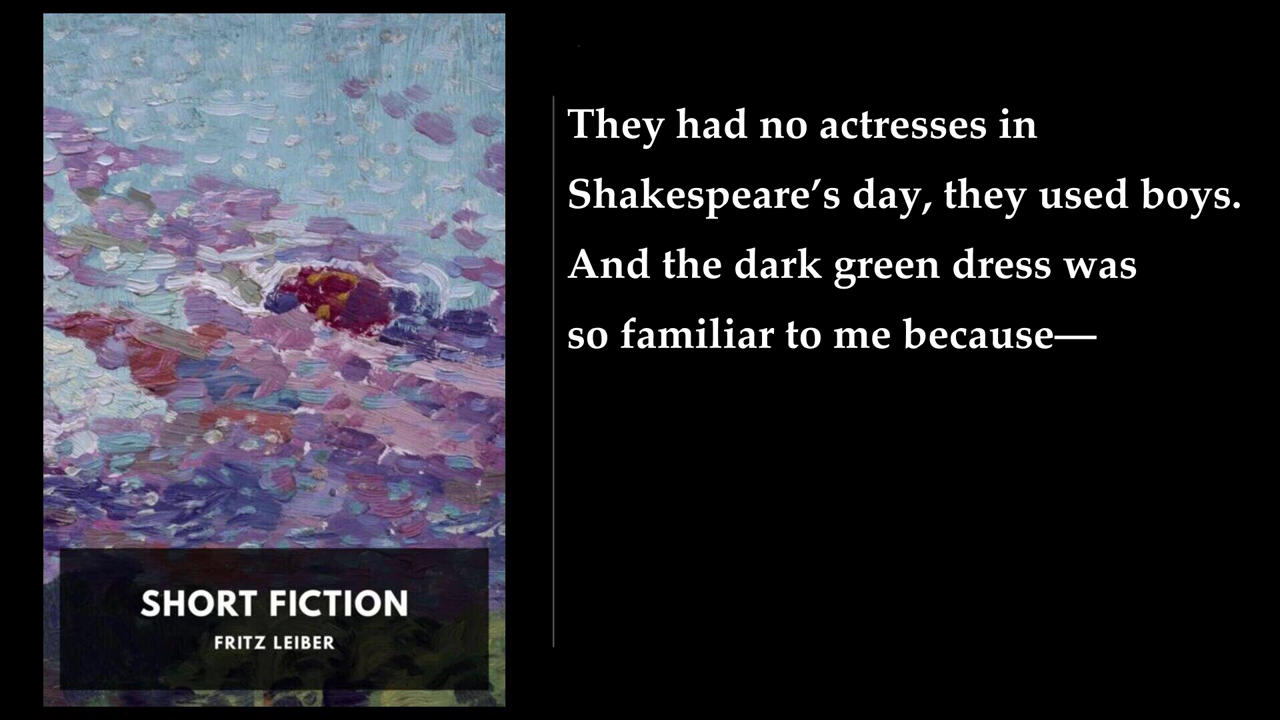 They had no actresses in
Shakespeare’s day, they used boys.
And the dark green dress was
so familiar to me because—
SHORT FICTION
FRITZ LEIBER